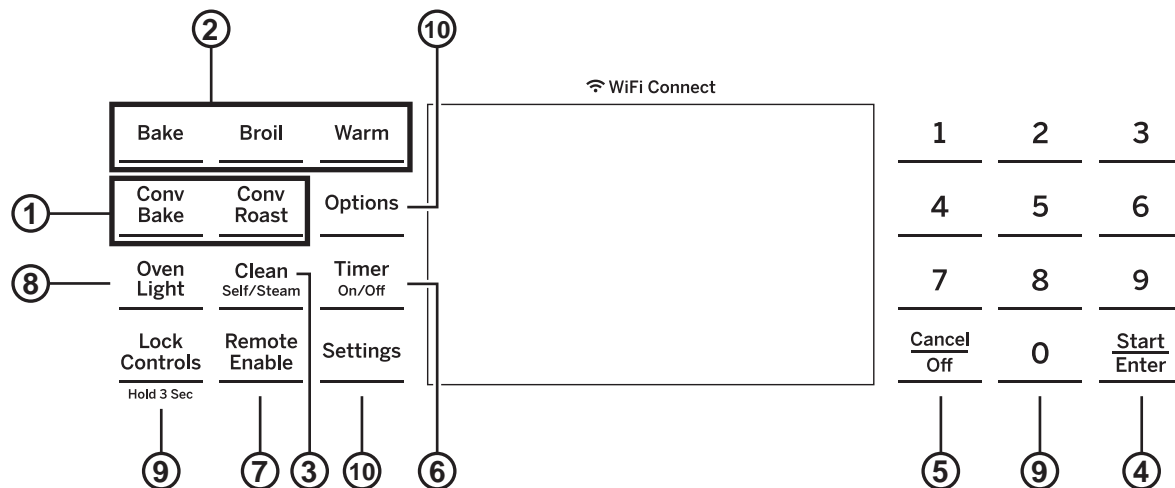 2
10
WiFi Connect
Bake Broil Warm
1 2 3
1
Conv Bake
Conv Roast
Options
4 5 6
8
Oven Light
Clean
Self/Steam
Timer
On/Off
7 8 9
Lock Controls
Hold 3 Sec
Remote Enable
Settings
Cancel
Off
0
Start
Enter
9 7 3 10 6 5 9 4